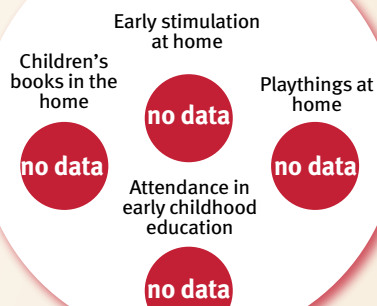 Early stimulation
at home
Children's
books in the
home
Playthings at
home
no data
no data
no data
Attendance in
early childhood
education
no data